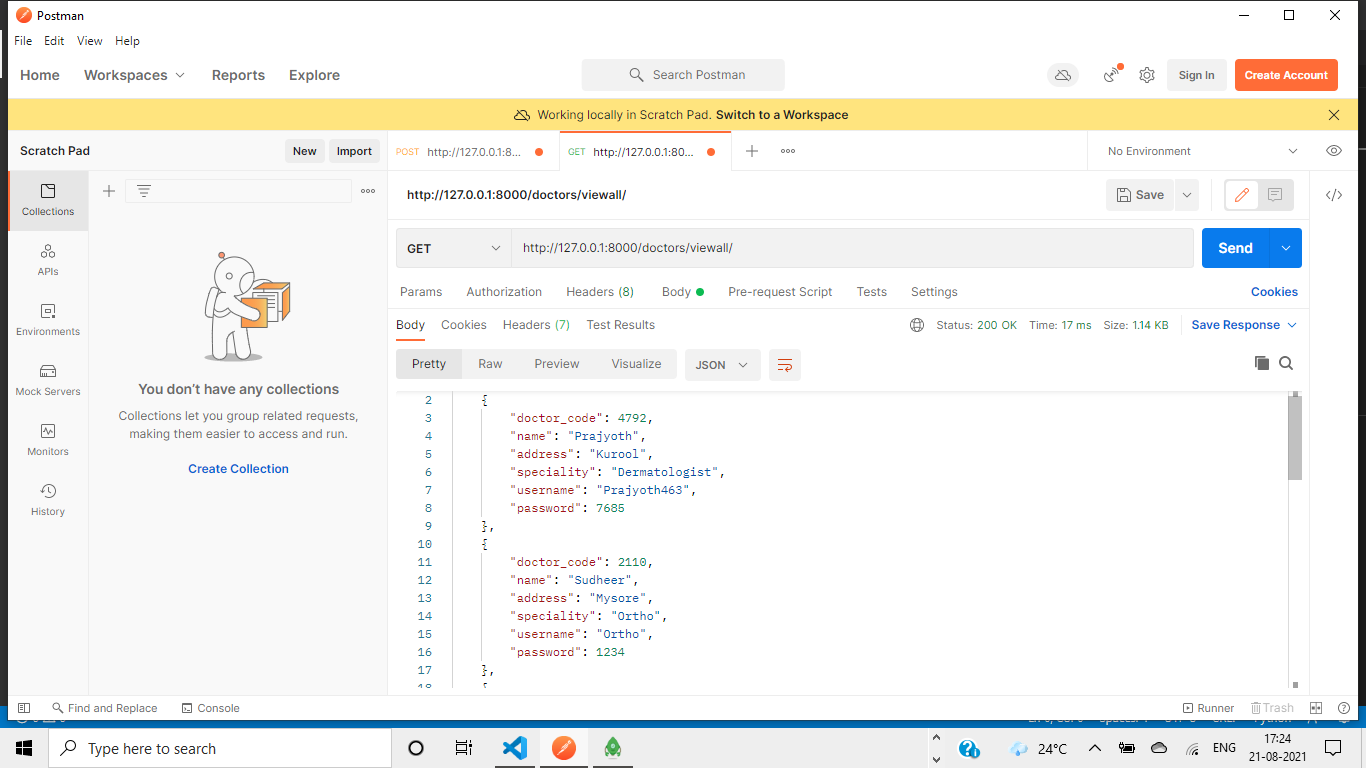 Postman
File Edit View Help
Home Workspaces Reports Explore Search Postman Sign In Create Account
Working locally in Scratch Pad. Switch to a Workspace
Scratch Pad New Import POST http://127.0.0.1:8... GET http://127.0.0.1:80... No Environment
Collections
APIs
Environments
Mock Servers
Monitors
History
You don't have any collections
Collections let you group related requests,
making them easier to access and run.
Create Collection
http://127.0.0.1:8000/doctors/viewall/ Save
GET http://127.0.0.1:8000/doctors/viewall/ Send
Params Authorization Headers (8) Body Pre-request Script Tests Settings Cookies
Body Cookies Headers (7) Test Results Status: 200 OK Time: 17 ms Size: 1.14 KB Save Response
Pretty Raw Preview Visualize JSON
2 {
3 "doctor_code": 4792,
4 "name": "Prajyoth",
5 "address": "Kurool",
6 "speciality": "Dermatologist",
7 "username": "Prajyoth463",
8 "password": 7685
9 },
10 {
11 "doctor_code": 2110,
12 "name": "Sudheer",
13 "address": "Mysore",
14 "speciality": "Ortho",
15 "username": "Ortho",
16 "password": 1234
17 },
18
Find and Replace Console Runner Trash
Type here to search 24°C ENG 17:24
21-08-2021